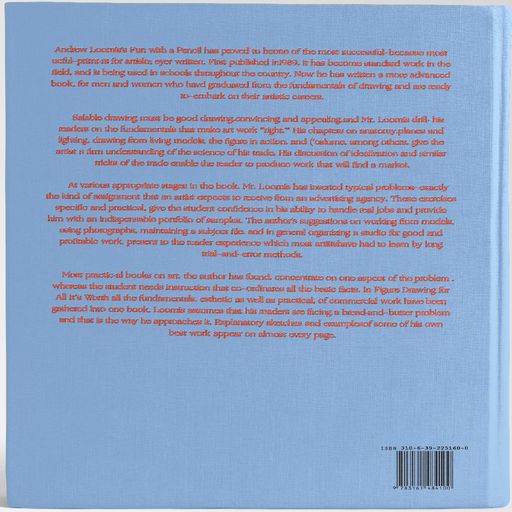 Andrew Loomis's Fun with a Pencil has proved to beone of the most successful-because most
useful-primers for artists, ever written. First published in1939, it has become standard work in the
field, and is being used in schools throughout the country. Now he has written a more advanced
book, for men and women who havd graduated from the fundamentals of drawing and are ready
to-embark on their artistic careers.
Salable drawing must be good drawing,convincing and appealing,and Mr. Loomis drill- his
readers on the fundamentals that make art work "right." His chapters on anatomy,planes and
lighting, drawing from living models, the figure in action, and ('ostume, among others, give the
artist a firm understanding of the science of his trade. His discussion of idealization and similar
tricks of the trade enable the reader to produce work that will find a market.
At various appropriate stages in the book, Mr. Loomis has inserted typical problems-exactly
the kind of assignment that an artist expects to receive from an advertising agency. These exercises
specific and practical, give the student confidence in his ability to handle real jobs and provide
him with an indispensable portfolio of samples. The author's suggestions on working from models,
using photographs, maintaining a subject file, and in general organizing a studio for good and
profitable work, present to the reader experience which most artistshave had to learn by long
trial-and-error methods.
Most practic-al books on art, the author has found, concentrate on one aspect of the problem ,
whereas the student needs instruction that co-ordinates all the basic facts. In Figure Drawing for
All It's Worth all the fundamentals, esthetic as well as practical, of commercial work have been
gathered into one book. Loomis assumes that his readers are facing a bread-and-butter problem
and that is the way he approaches it. Explanatory sketches and examplesof some of his own
best work appear on almost every page.
ISBN 310-6-39-225160-0
9 783161 484100